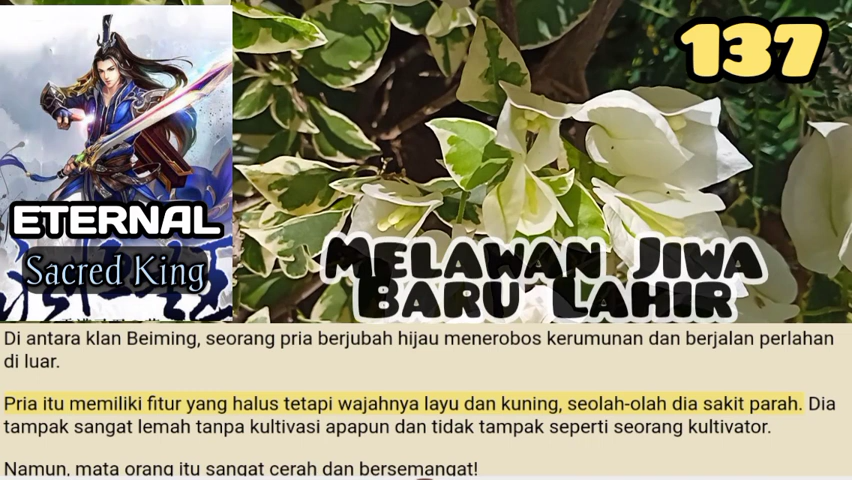 137
ETERNAL
Sacred King
MELAWAN JIWA
BARU LAHIR
Di antara klan Beiming, seorang pria berjubah hijau menerobos kerumunan dan berjalan perlahan
di luar.
Pria itu memiliki fitur yang halus tetapi wajahnya layu dan kuning, seolah-olah dia sakit parah. Dia
tampak sangat lemah tanpa kultivasi apapun dan tidak tampak seperti seorang kultivator.
Namun, mata orang itu sangat cerah dan bersemangat!